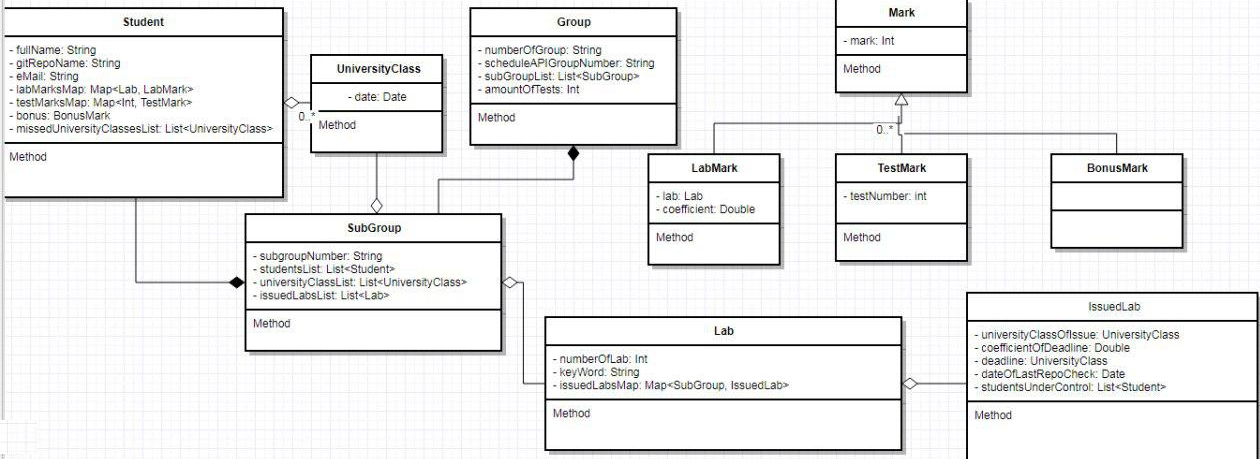 Student
- fullName: String
- gitRepoName: String
- eMail: String
- labMarksMap: Map<Lab, LabMark>
- testMarksMap: Map<Int, TestMark>
- bonus: BonusMark
- missedUniversityClassesList: List<UniversityClass>
Method
0..*
UniversityClass
- date: Date
Method
Group
- numberOfGroup: String
- scheduleAPIGroupNumber: String
- subGroupList: List<SubGroup>
- amountOfTests: Int
Method
Mark
- mark: Int
Method
0..*
LabMark
- lab: Lab
- coefficient: Double
Method
TestMark
- testNumber: int
Method
BonusMark
SubGroup
- subgroupNumber: String
- studentsList: List<Student>
- universityClassList: List<UniversityClass>
- issuedLabsList: List<Lab>
Method
Lab
- numberOfLab: Int
- keyWord: String
- issuedLabsMap: Map<SubGroup, IssuedLab>
Method
IssuedLab
- universityClassOfIssue: UniversityClass
- coefficientOfDeadline: Double
- deadline: UniversityClass
- dateOfLastRepoCheck: Date
- studentsUnderControl: List<Student>
Method